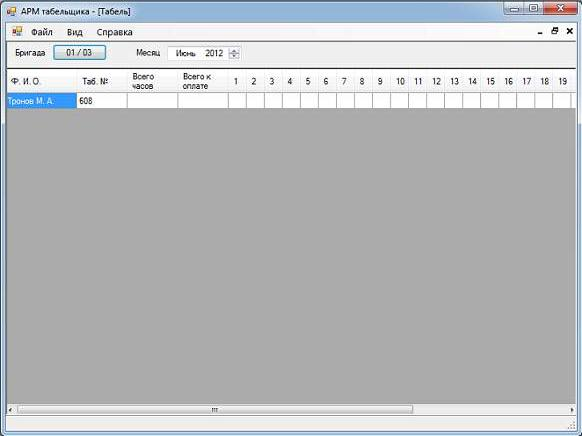 АРМ табельщика - [Табель]
Файл Вид Справка
Бригада 01 / 03 Месяц Июнь 2012
Ф. И. О. Таб. № Всего часов Всего к оплате 1 2 3 4 5 6 7 8 9 10 11 12 13 14 15 16 17 18 19
Тронов М. А. 608